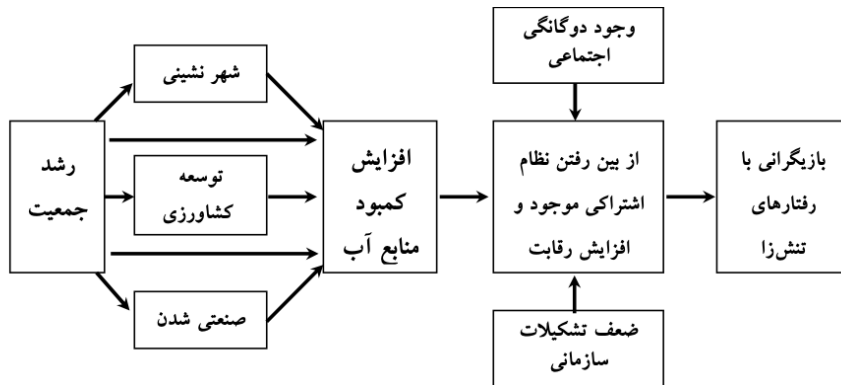 رشد
جمعیت
شهر نشینی
توسعه
کشاورزی
صنعتی شدن
افزایش
کمبود
منابع آب
وجود دوگانگی
اجتماعی
از بین رفتن نظام
اشتراکی موجود و
افزایش رقابت
ضعف تشکیلات
سازمانی
بازیگرانی با
رفتارهای
تنش‌زا